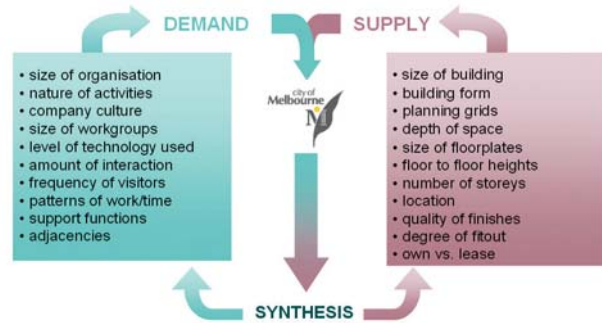 DEMAND
SUPPLY
• size of organisation
• nature of activities
• company culture
• size of workgroups
• level of technology used
• amount of interaction
• frequency of visitors
• patterns of work/time
• support functions
• adjacencies
city of
Melbourne
• size of building
• building form
• planning grids
• depth of space
• size of floorplates
• floor to floor heights
• number of storeys
• location
• quality of finishes
• degree of fitout
• own vs. lease
SYNTHESIS